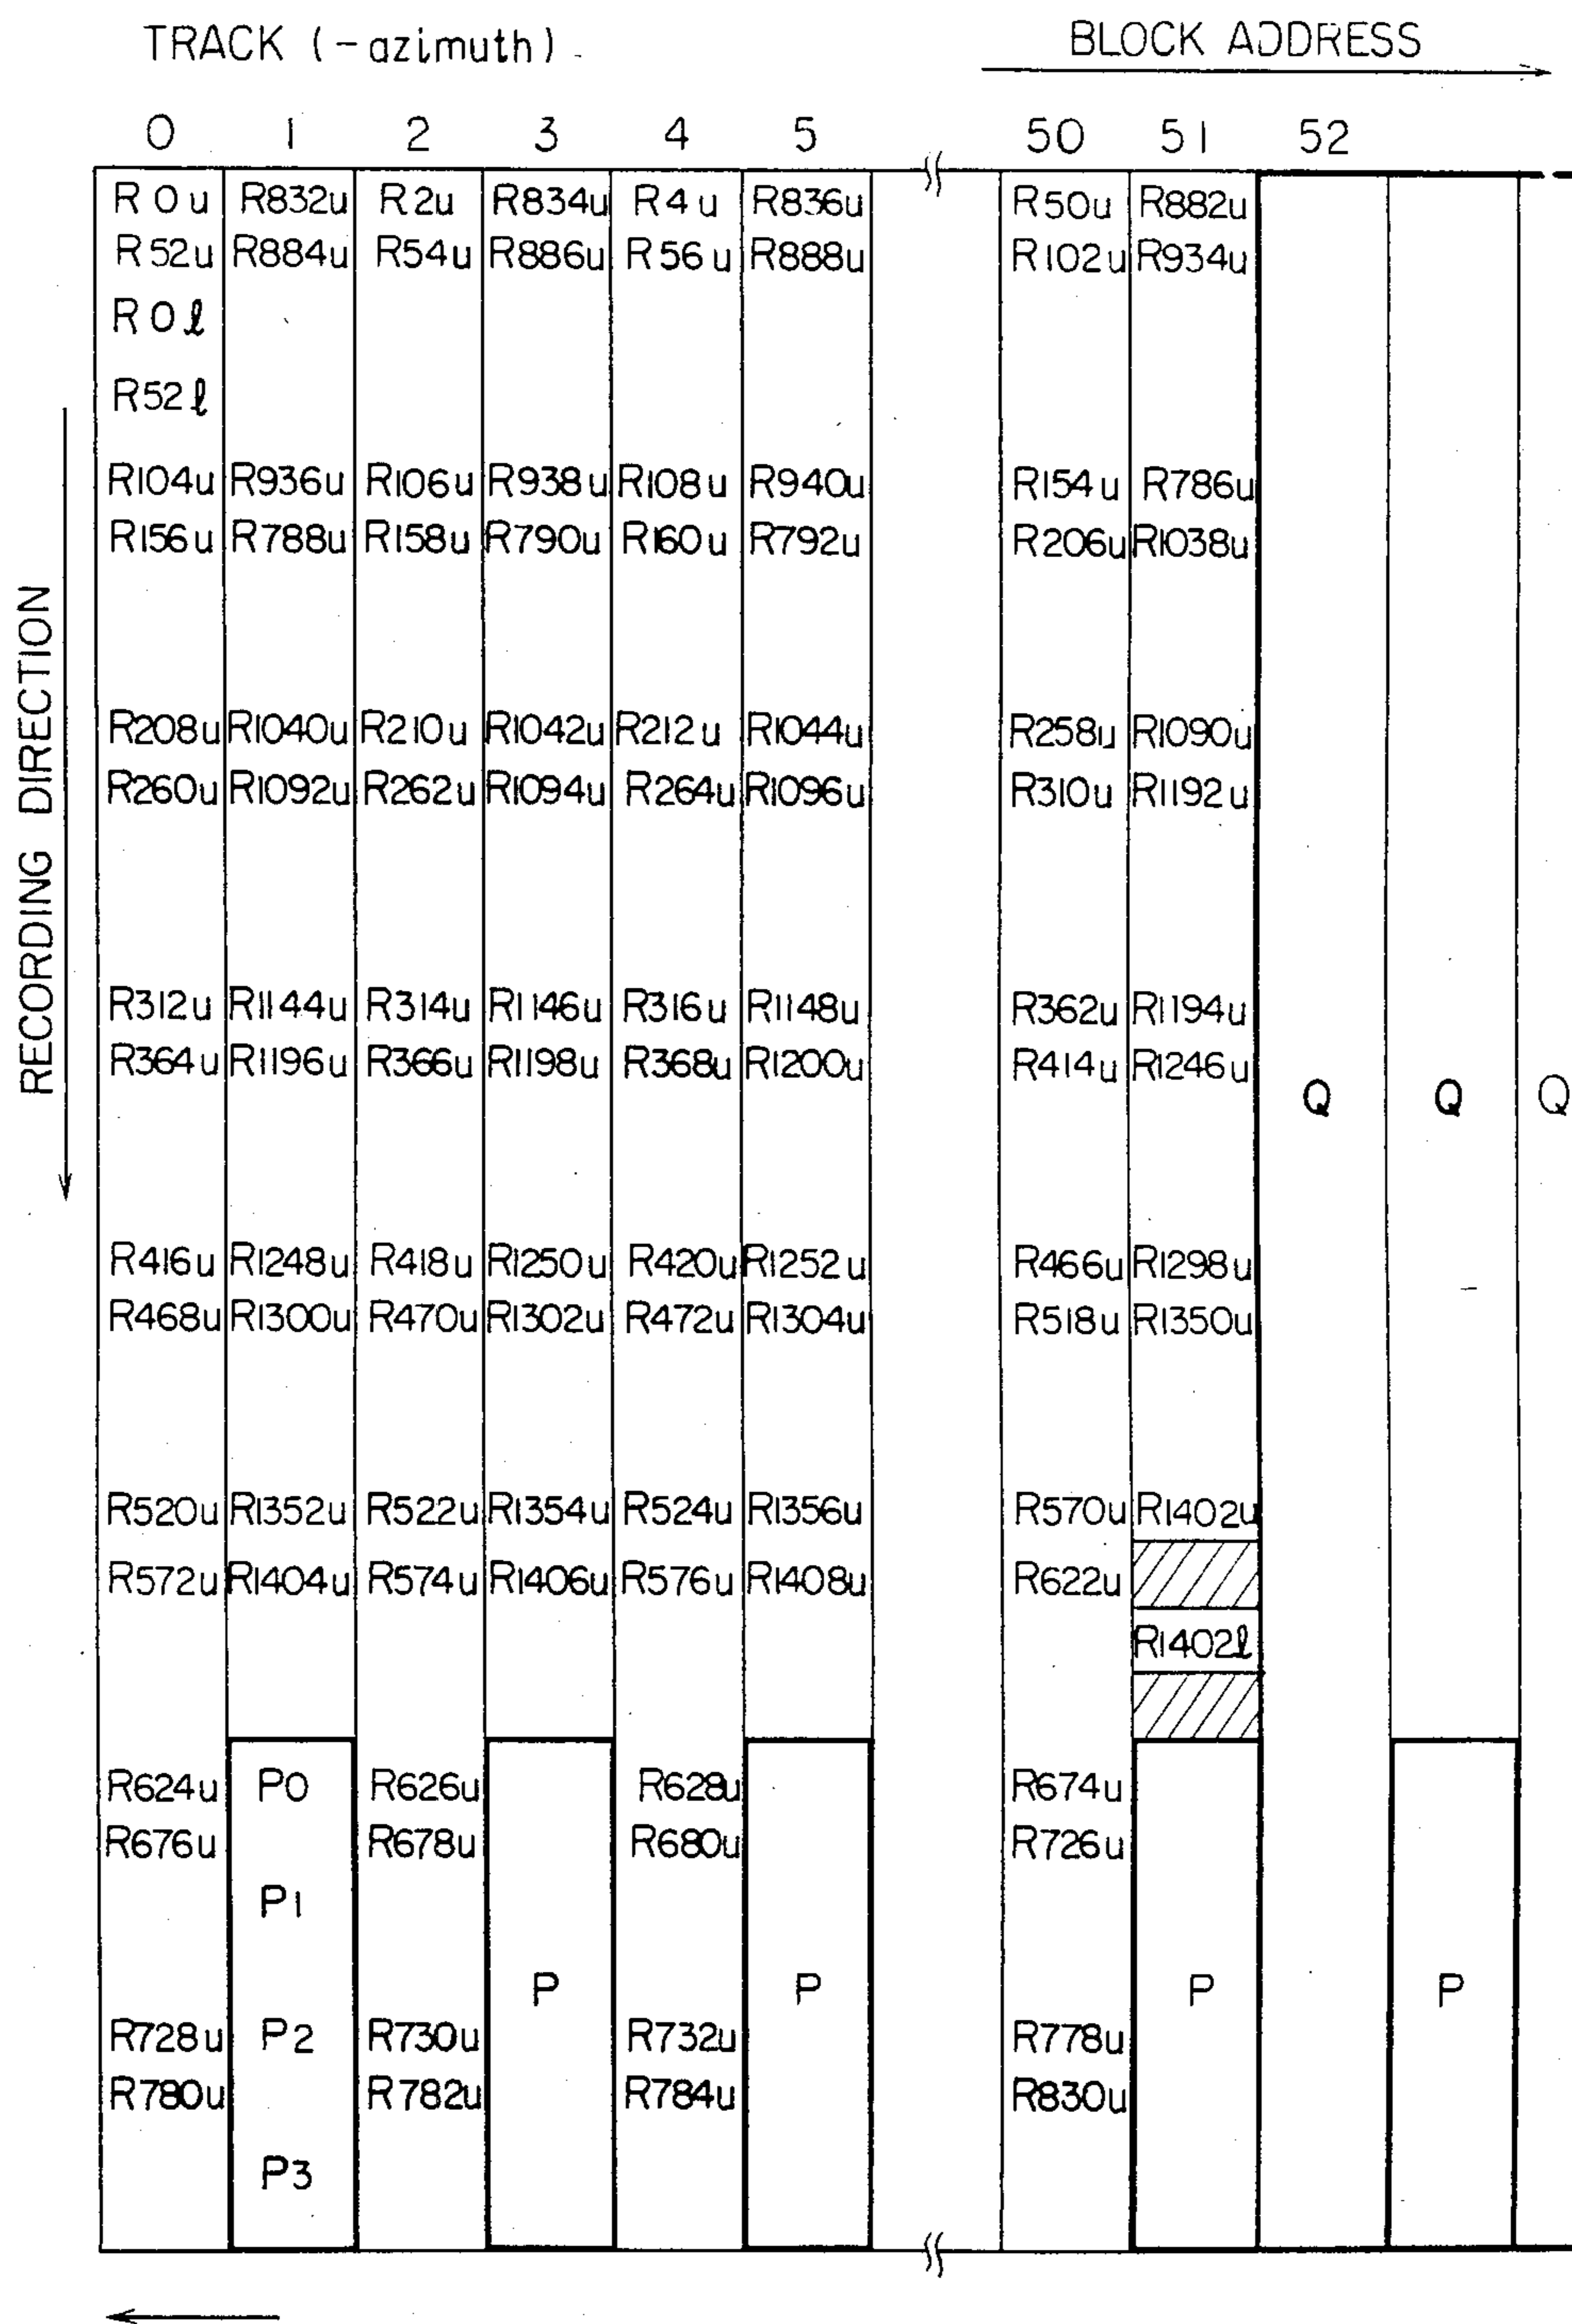 TRACK (-azimuth)
BLOCK ADDRESS
0 1 2 3 4 5 50 51 52
R0u R832u R2u R834u R4u R836u R50u R882u
R52u R884u R54u R886u R56u R888u R102u R934u
R0ℓ
R52ℓ
R104u R936u R106u R938u R108u R940u R154u R786u
R156u R788u R158u R790u R160u R792u R206u R1038u
R208u R1040u R210u R1042u R212u R1044u R258u R1090u
R260u R1092u R262u R1094u R264u R1096u R310u R1192u
R312u R1144u R314u R1146u R316u R1148u R362u R1194u
R364u R1196u R366u R1198u R368u R1200u R414u R1246u
Q Q Q
R416u R1248u R418u R1250u R420u R1252u R466u R1298u
R468u R1300u R470u R1302u R472u R1304u R518u R1350u
R520u R1352u R522u R1354u R524u R1356u R570u R1402u
R572u R1404u R574u R1406u R576u R1408u R622u
R1402ℓ
R624u P0 R626u R628u R674u
R676u R678u R680u R726u
P1
P P P P
R728u P2 R730u R732u R778u
R780u R782u R784u R830u
P3
RECORDING DIRECTION